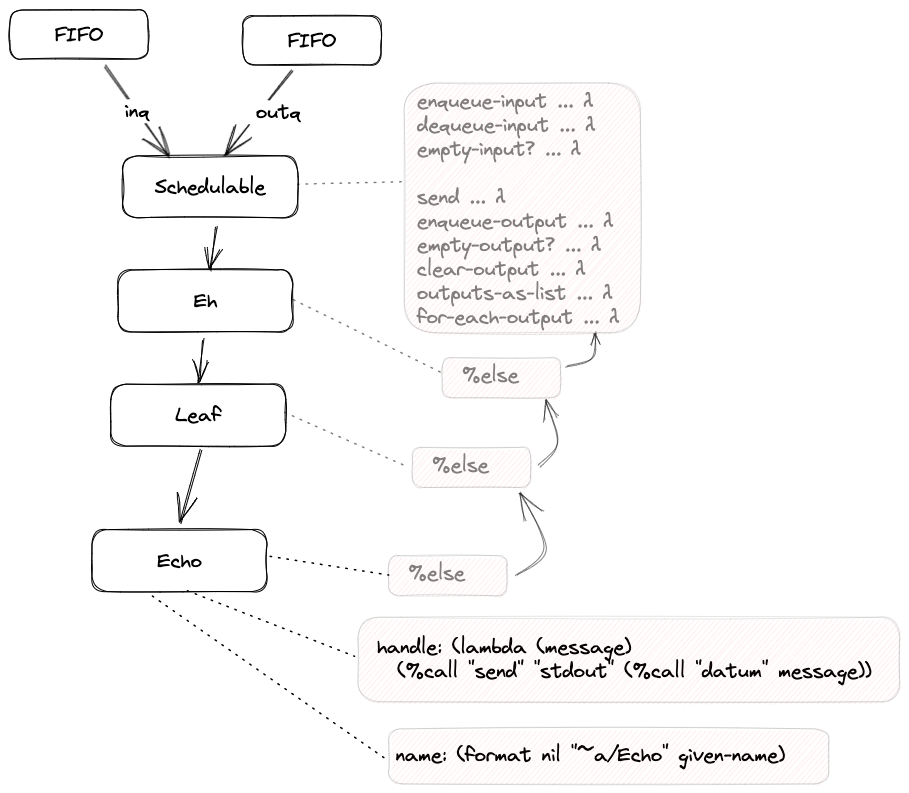 FIFO
FIFO
inq
outq
Schedulable
enqueue-input ... λ
dequeue-input ... λ
empty-input? ... λ
send ... λ
enqueue-output ... λ
empty-output? ... λ
clear-output ... λ
outputs-as-list ... λ
for-each-output ... λ
Eh
%else
Leaf
%else
Echo
%else
handle: (lambda (message)
(%call "send" "stdout" (%call "datum" message))
name: (format nil "~a/Echo" given-name)